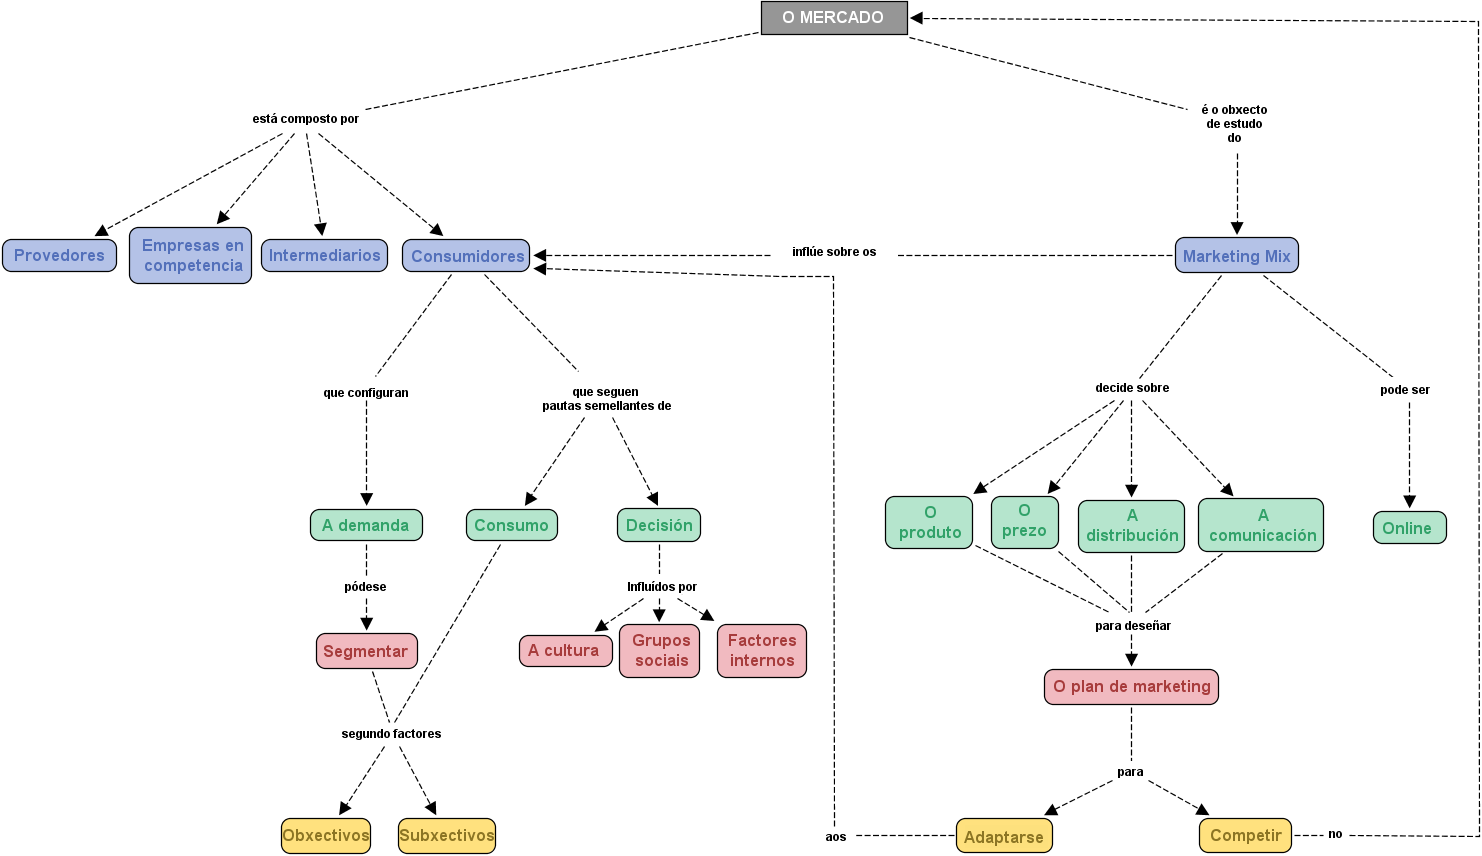 O MERCADO
está composto por
é o obxecto
de estudo
do
Provedores
Empresas en
competencia
Intermediarios
Consumidores
inflúe sobre os
Marketing Mix
que configuran
que seguen
pautas semellantes de
decide sobre
pode ser
A demanda
Consumo
Decisión
O
produto
O
prezo
A
distribución
A
comunicación
Online
pódese
Influídos por
para deseñar
Segmentar
A cultura
Grupos
sociais
Factores
internos
O plan de marketing
segundo factores
para
Obxectivos
Subxectivos
aos
Adaptarse
Competir
no